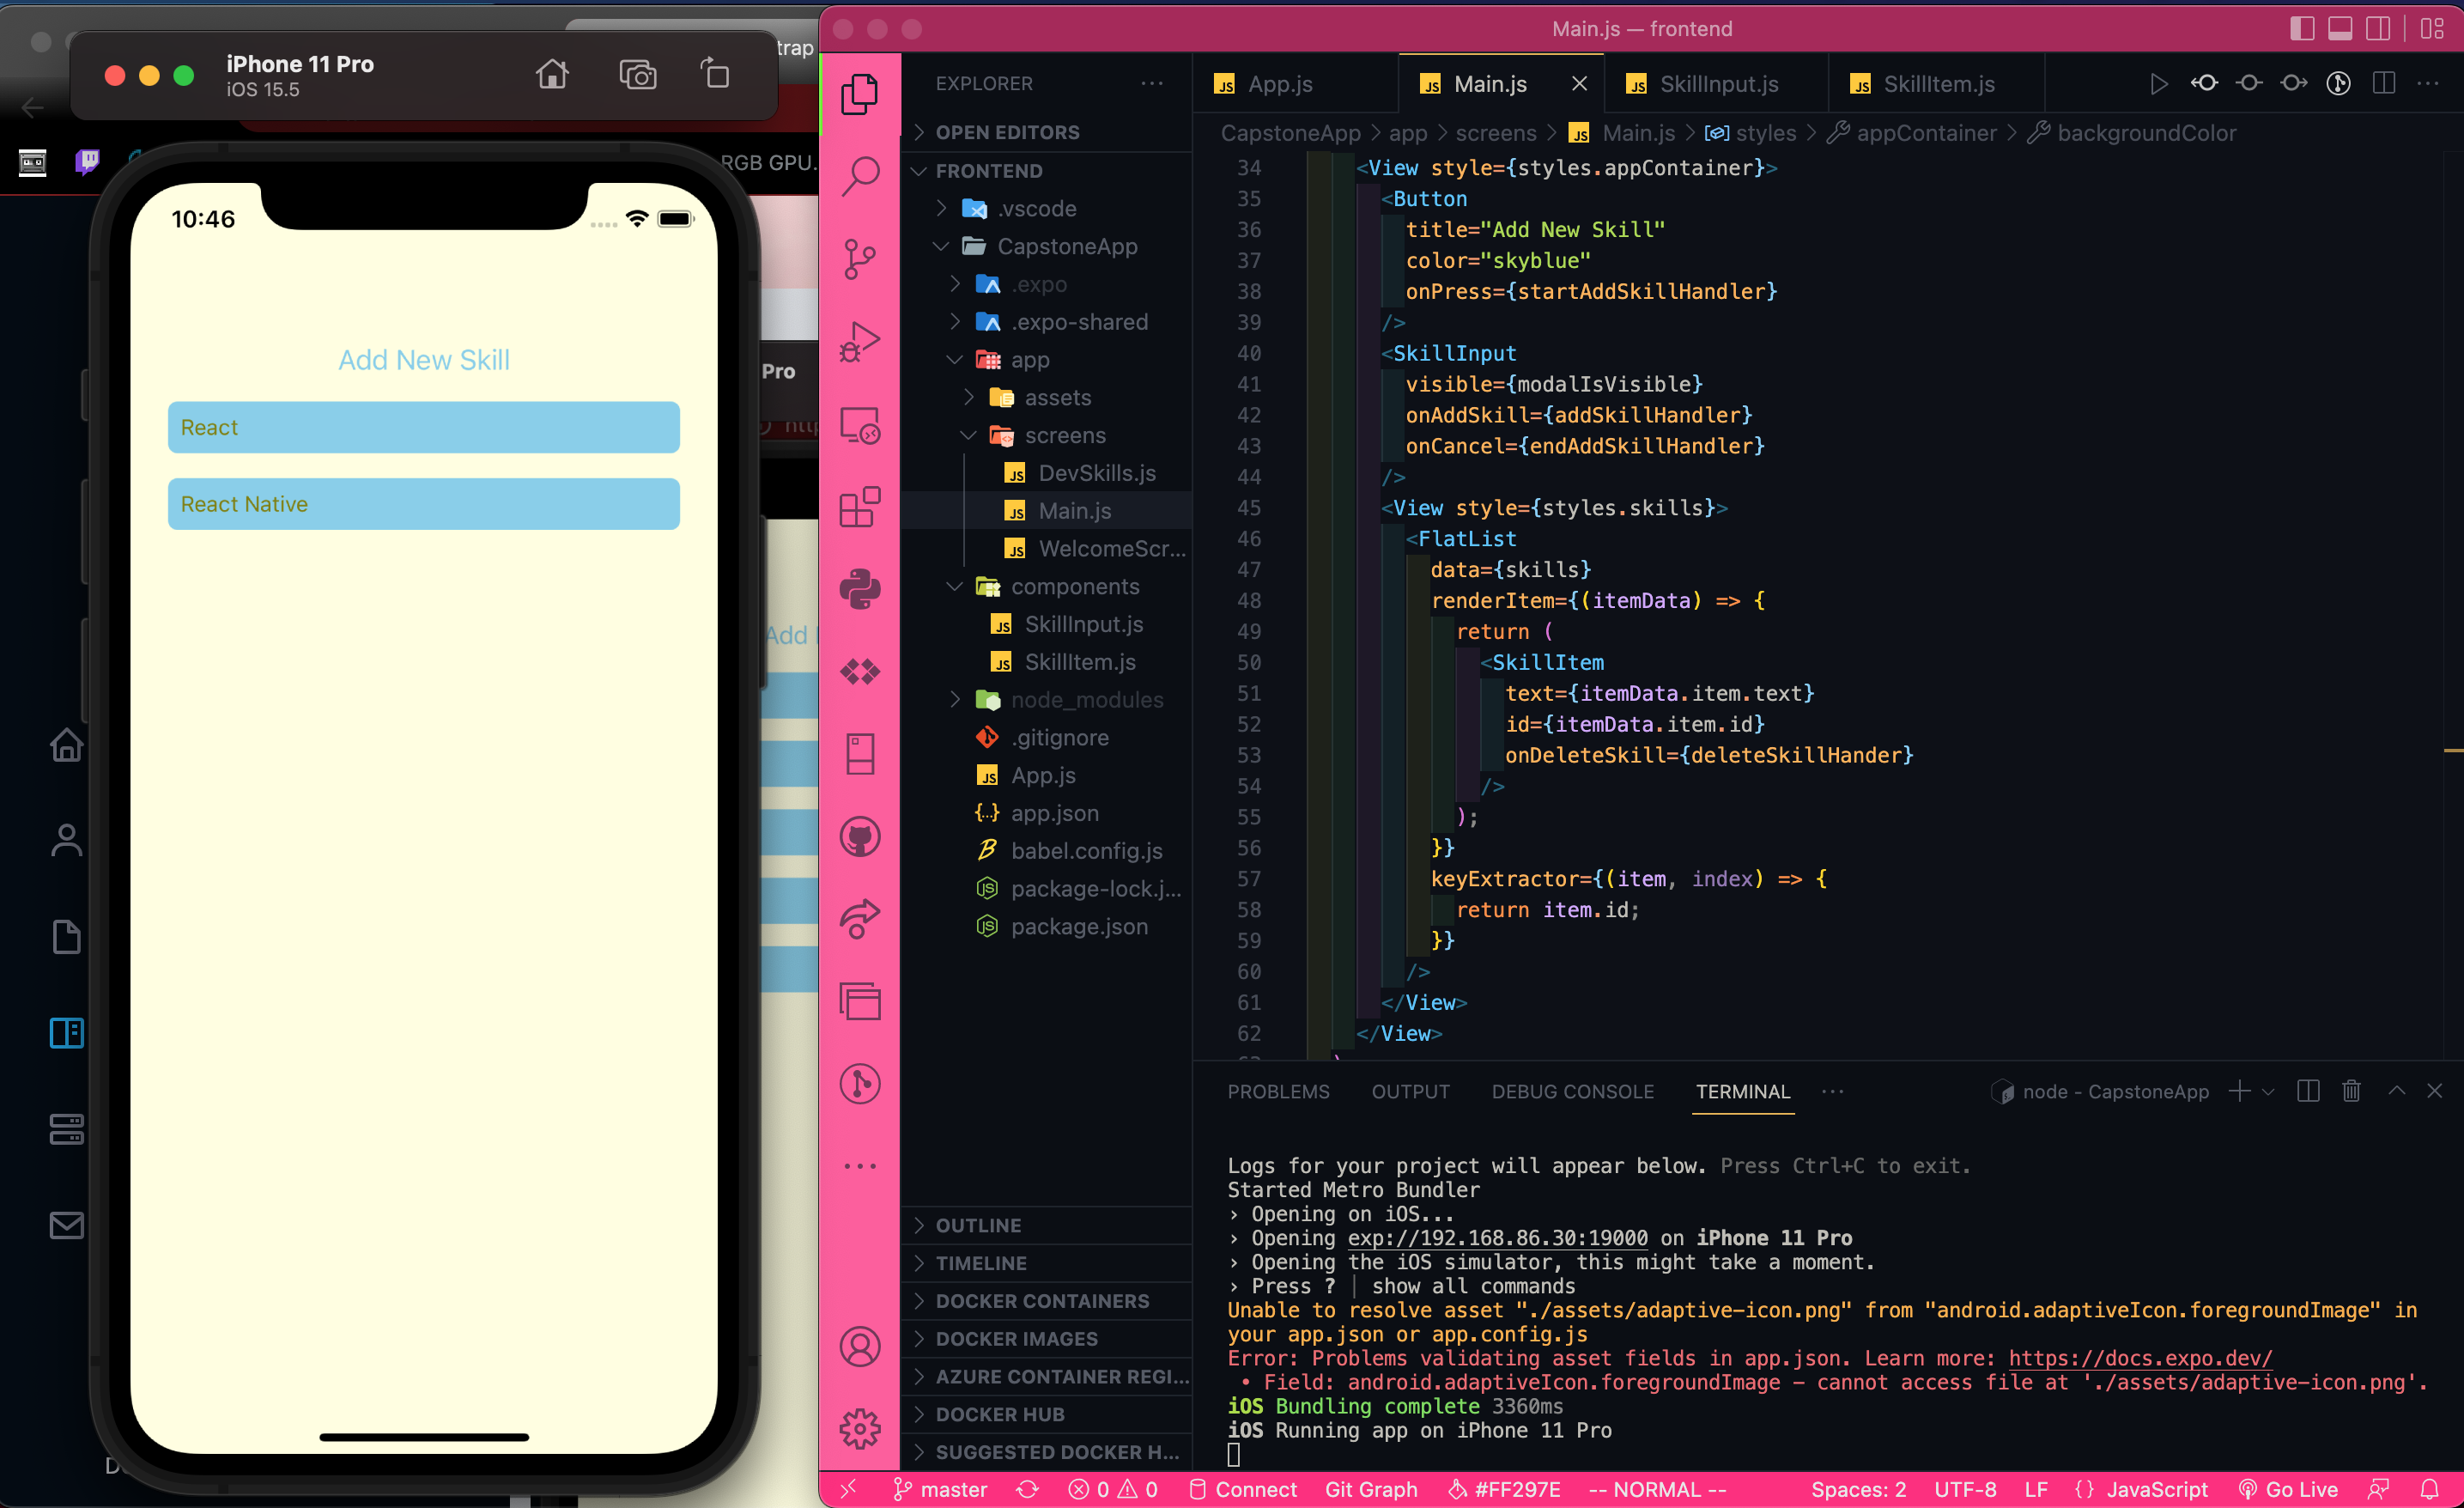 iPhone 11 Pro
iOS 15.5
trap
RGB GPU.
10:46
Add New Skill
React
React Native
Pro
Add
Main.js — frontend
EXPLORER
OPEN EDITORS
FRONTEND
.vscode
CapstoneApp
.expo
.expo-shared
app
assets
screens
DevSkills.js
Main.js
WelcomeScr...
components
SkillInput.js
SkillItem.js
node_modules
.gitignore
App.js
app.json
babel.config.js
package-lock.j...
package.json
OUTLINE
TIMELINE
DOCKER CONTAINERS
DOCKER IMAGES
AZURE CONTAINER REGI...
DOCKER HUB
SUGGESTED DOCKER H...
App.js Main.js SkillInput.js SkillItem.js
CapstoneApp > app > screens > Main.js > styles > appContainer > backgroundColor
34 <View style={styles.appContainer}>
35 <Button
36 title="Add New Skill"
37 color="skyblue"
38 onPress={startAddSkillHandler}
39 />
40 <SkillInput
41 visible={modalIsVisible}
42 onAddSkill={addSkillHandler}
43 onCancel={endAddSkillHandler}
44 />
45 <View style={styles.skills}>
46 <FlatList
47 data={skills}
48 renderItem={(itemData) => {
49 return (
50 <SkillItem
51 text={itemData.item.text}
52 id={itemData.item.id}
53 onDeleteSkill={deleteSkillHander}
54 />
55 );
56 }}
57 keyExtractor={(item, index) => {
58 return item.id;
59 }}
60 />
61 </View>
62 </View>
PROBLEMS OUTPUT DEBUG CONSOLE TERMINAL ··· node - CapstoneApp
Logs for your project will appear below. Press Ctrl+C to exit.
Started Metro Bundler
› Opening on iOS...
› Opening exp://192.168.86.30:19000 on iPhone 11 Pro
› Opening the iOS simulator, this might take a moment.
› Press ? │ show all commands
Unable to resolve asset "./assets/adaptive-icon.png" from "android.adaptiveIcon.foregroundImage" in
your app.json or app.config.js
Error: Problems validating asset fields in app.json. Learn more: https://docs.expo.dev/
• Field: android.adaptiveIcon.foregroundImage – cannot access file at './assets/adaptive-icon.png'.
iOS Bundling complete 3360ms
iOS Running app on iPhone 11 Pro
master 0 0 Connect Git Graph #FF297E -- NORMAL -- Spaces: 2 UTF-8 LF {} JavaScript Go Live